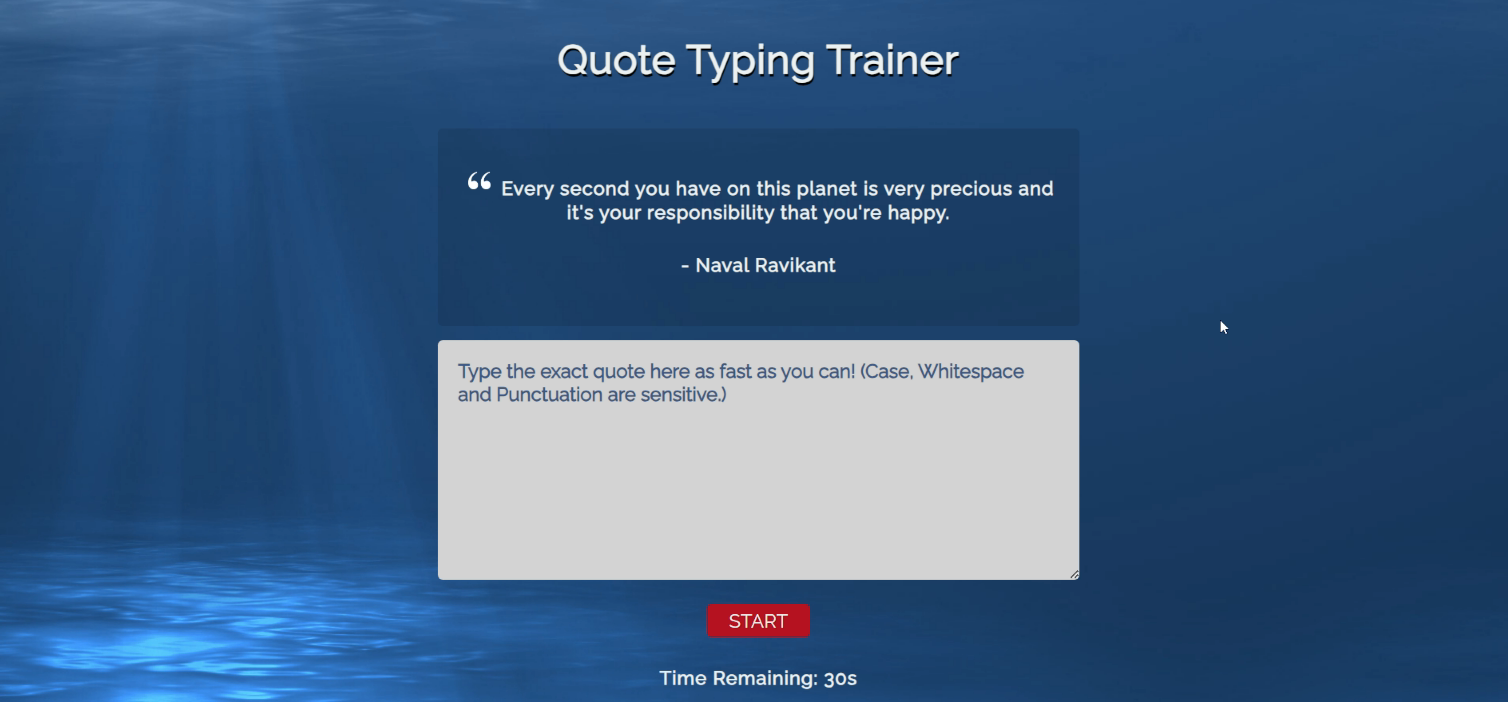 Quote Typing Trainer
“ Every second you have on this planet is very precious and
it's your responsibility that you're happy.
- Naval Ravikant
Type the exact quote here as fast as you can! (Case, Whitespace
and Punctuation are sensitive.)
START
Time Remaining: 30s